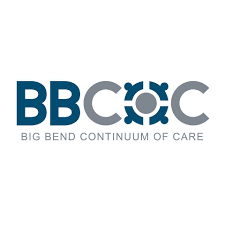 BBCOC
BIG BEND CONTINUUM OF CARE